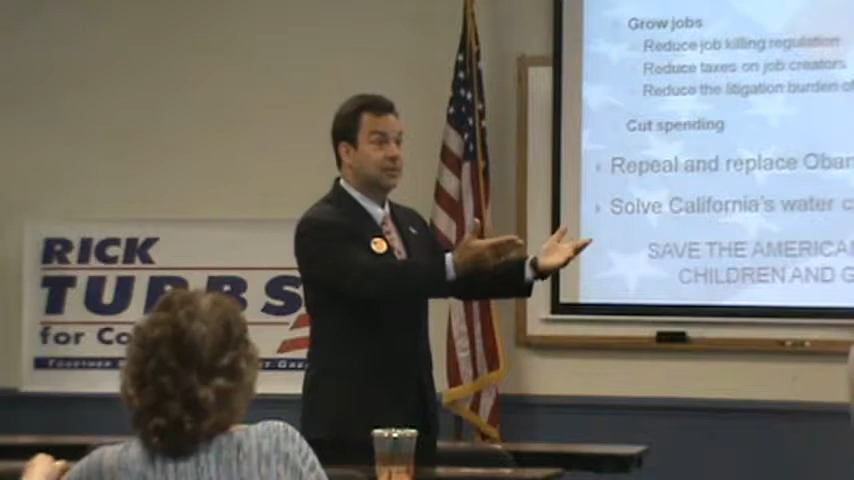 RICK
TUBBS
for Co
TOGETHER
Grow jobs
Reduce job killing regulation
Reduce taxes on job creators
Reduce the litigation burden of
Cut spending
Repeal and replace Obam
Solve California's water c
SAVE THE AMERICA
CHILDREN AND G